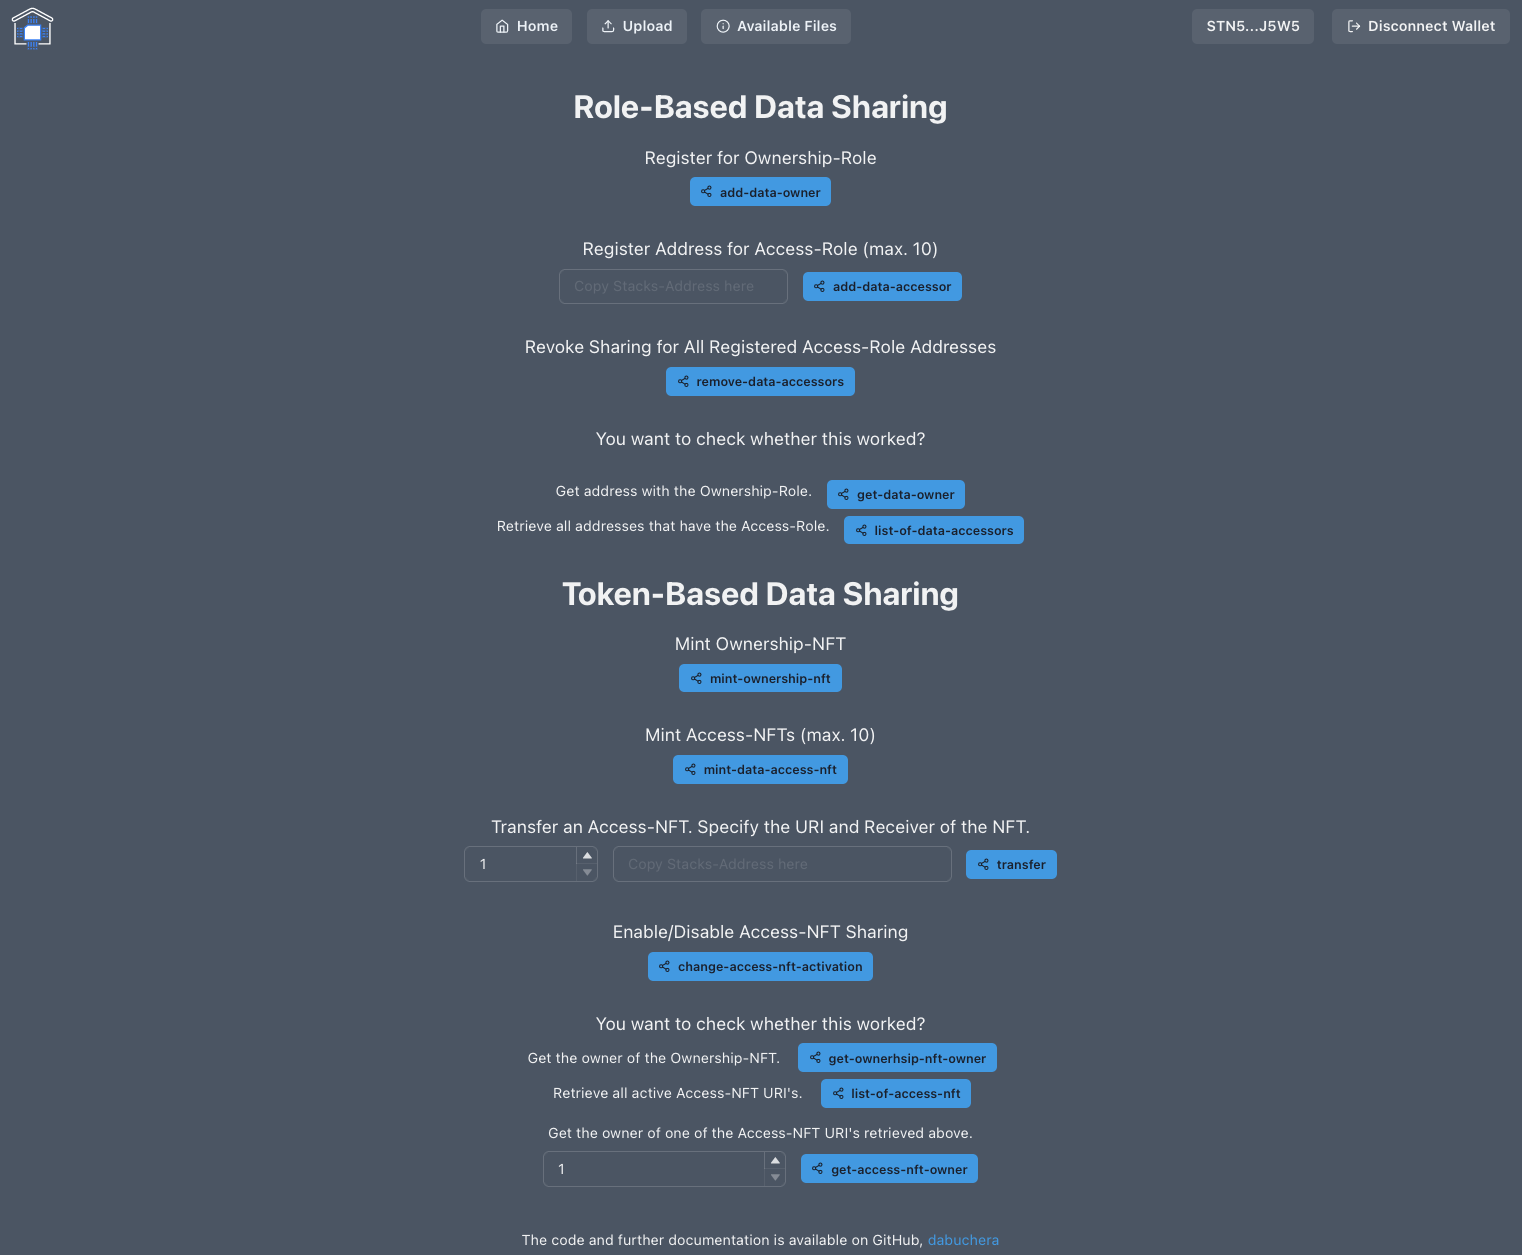 Home
Upload
Available Files
STN5...J5W5
Disconnect Wallet
Role-Based Data Sharing
Register for Ownership-Role
add-data-owner
Register Address for Access-Role (max. 10)
Copy Stacks-Address here
add-data-accessor
Revoke Sharing for All Registered Access-Role Addresses
remove-data-accessors
You want to check whether this worked?
Get address with the Ownership-Role.
get-data-owner
Retrieve all addresses that have the Access-Role.
list-of-data-accessors
Token-Based Data Sharing
Mint Ownership-NFT
mint-ownership-nft
Mint Access-NFTs (max. 10)
mint-data-access-nft
Transfer an Access-NFT. Specify the URI and Receiver of the NFT.
1
Copy Stacks-Address here
transfer
Enable/Disable Access-NFT Sharing
change-access-nft-activation
You want to check whether this worked?
Get the owner of the Ownership-NFT.
get-ownerhsip-nft-owner
Retrieve all active Access-NFT URI's.
list-of-access-nft
Get the owner of one of the Access-NFT URI's retrieved above.
1
get-access-nft-owner
The code and further documentation is available on GitHub, dabuchera